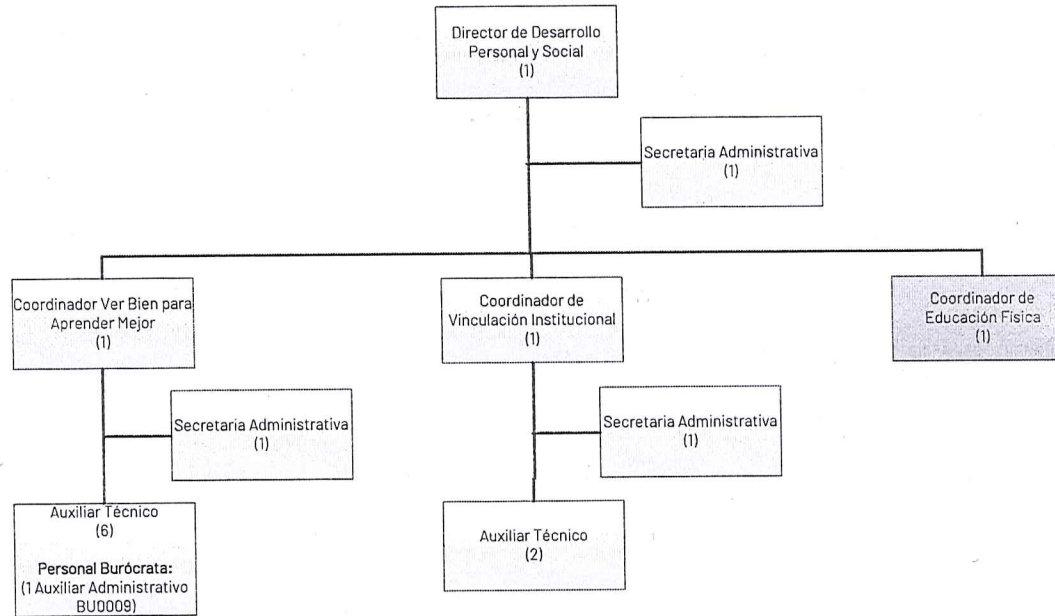 Director de Desarrollo
Personal y Social
(1)
Secretaria Administrativa
(1)
Coordinador Ver Bien para
Aprender Mejor
(1)
Coordinador de
Vinculación Institucional
(1)
Coordinador de
Educación Física
(1)
Secretaria Administrativa
(1)
Secretaria Administrativa
(1)
Auxiliar Técnico
(6)
Personal Burócrata:
(1 Auxiliar Administrativo
BU0009)
Auxiliar Técnico
(2)